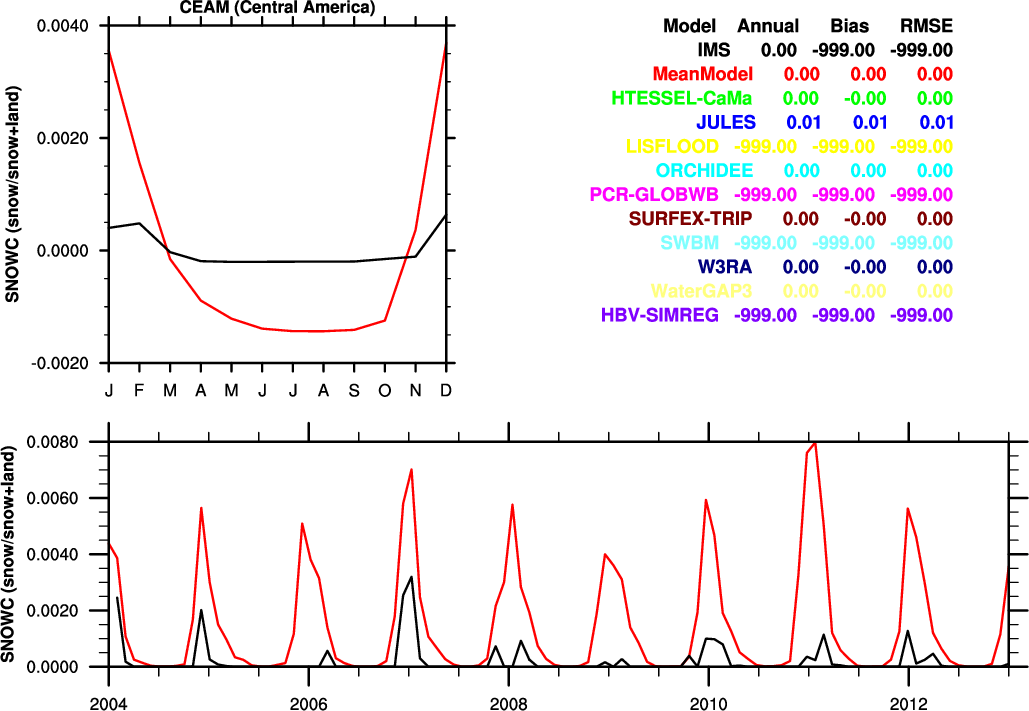 CEAM (Central America)
0.0040
0.0020
0.0000
-0.0020
SNOWC (snow/snow+land)
J F M A M J J A S O N D
Model Annual Bias RMSE
IMS 0.00 -999.00 -999.00
MeanModel 0.00 0.00 0.00
HTESSEL-CaMa 0.00 -0.00 0.00
JULES 0.01 0.01 0.01
LISFLOOD -999.00 -999.00 -999.00
ORCHIDEE 0.00 0.00 0.00
PCR-GLOBWB -999.00 -999.00 -999.00
SURFEX-TRIP 0.00 -0.00 0.00
SWBM -999.00 -999.00 -999.00
W3RA 0.00 -0.00 0.00
WaterGAP3 0.00 -0.00 0.00
HBV-SIMREG -999.00 -999.00 -999.00
0.0080
0.0060
0.0040
0.0020
0.0000
SNOWC (snow/snow+land)
2004 2006 2008 2010 2012